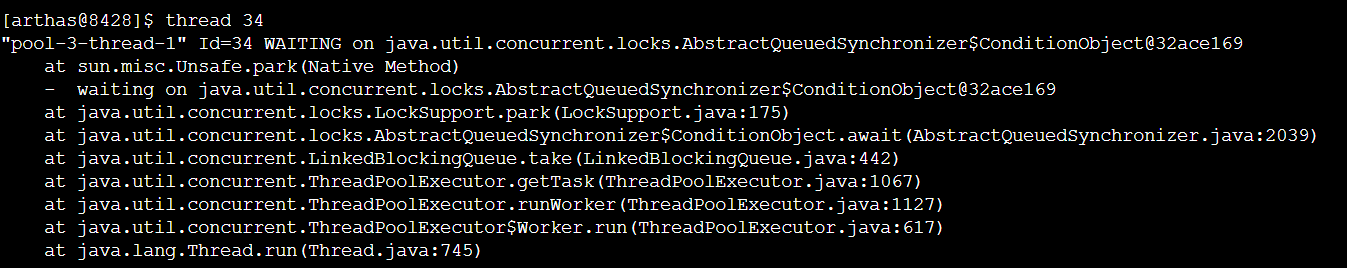 [arthas@8428]$ thread 34
"pool-3-thread-1" Id=34 WAITING on java.util.concurrent.locks.AbstractQueuedSynchronizer$ConditionObject@32ace169
    at sun.misc.Unsafe.park(Native Method)
    -  waiting on java.util.concurrent.locks.AbstractQueuedSynchronizer$ConditionObject@32ace169
    at java.util.concurrent.locks.LockSupport.park(LockSupport.java:175)
    at java.util.concurrent.locks.AbstractQueuedSynchronizer$ConditionObject.await(AbstractQueuedSynchronizer.java:2039)
    at java.util.concurrent.LinkedBlockingQueue.take(LinkedBlockingQueue.java:442)
    at java.util.concurrent.ThreadPoolExecutor.getTask(ThreadPoolExecutor.java:1067)
    at java.util.concurrent.ThreadPoolExecutor.runWorker(ThreadPoolExecutor.java:1127)
    at java.util.concurrent.ThreadPoolExecutor$Worker.run(ThreadPoolExecutor.java:617)
    at java.lang.Thread.run(Thread.java:745)